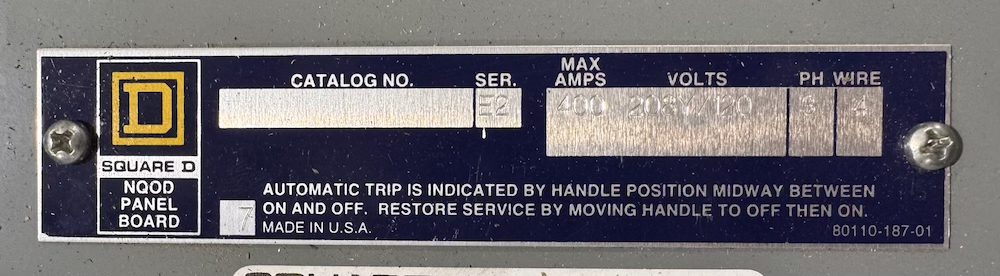 CATALOG NO. SER. MAX AMPS VOLTS PH WIRE
E2 400 208Y/120 3 4
D
SQUARE D
NQOD
PANEL
BOARD
AUTOMATIC TRIP IS INDICATED BY HANDLE POSITION MIDWAY BETWEEN
7 ON AND OFF. RESTORE SERVICE BY MOVING HANDLE TO OFF THEN ON.
MADE IN U.S.A.
80110-187-01